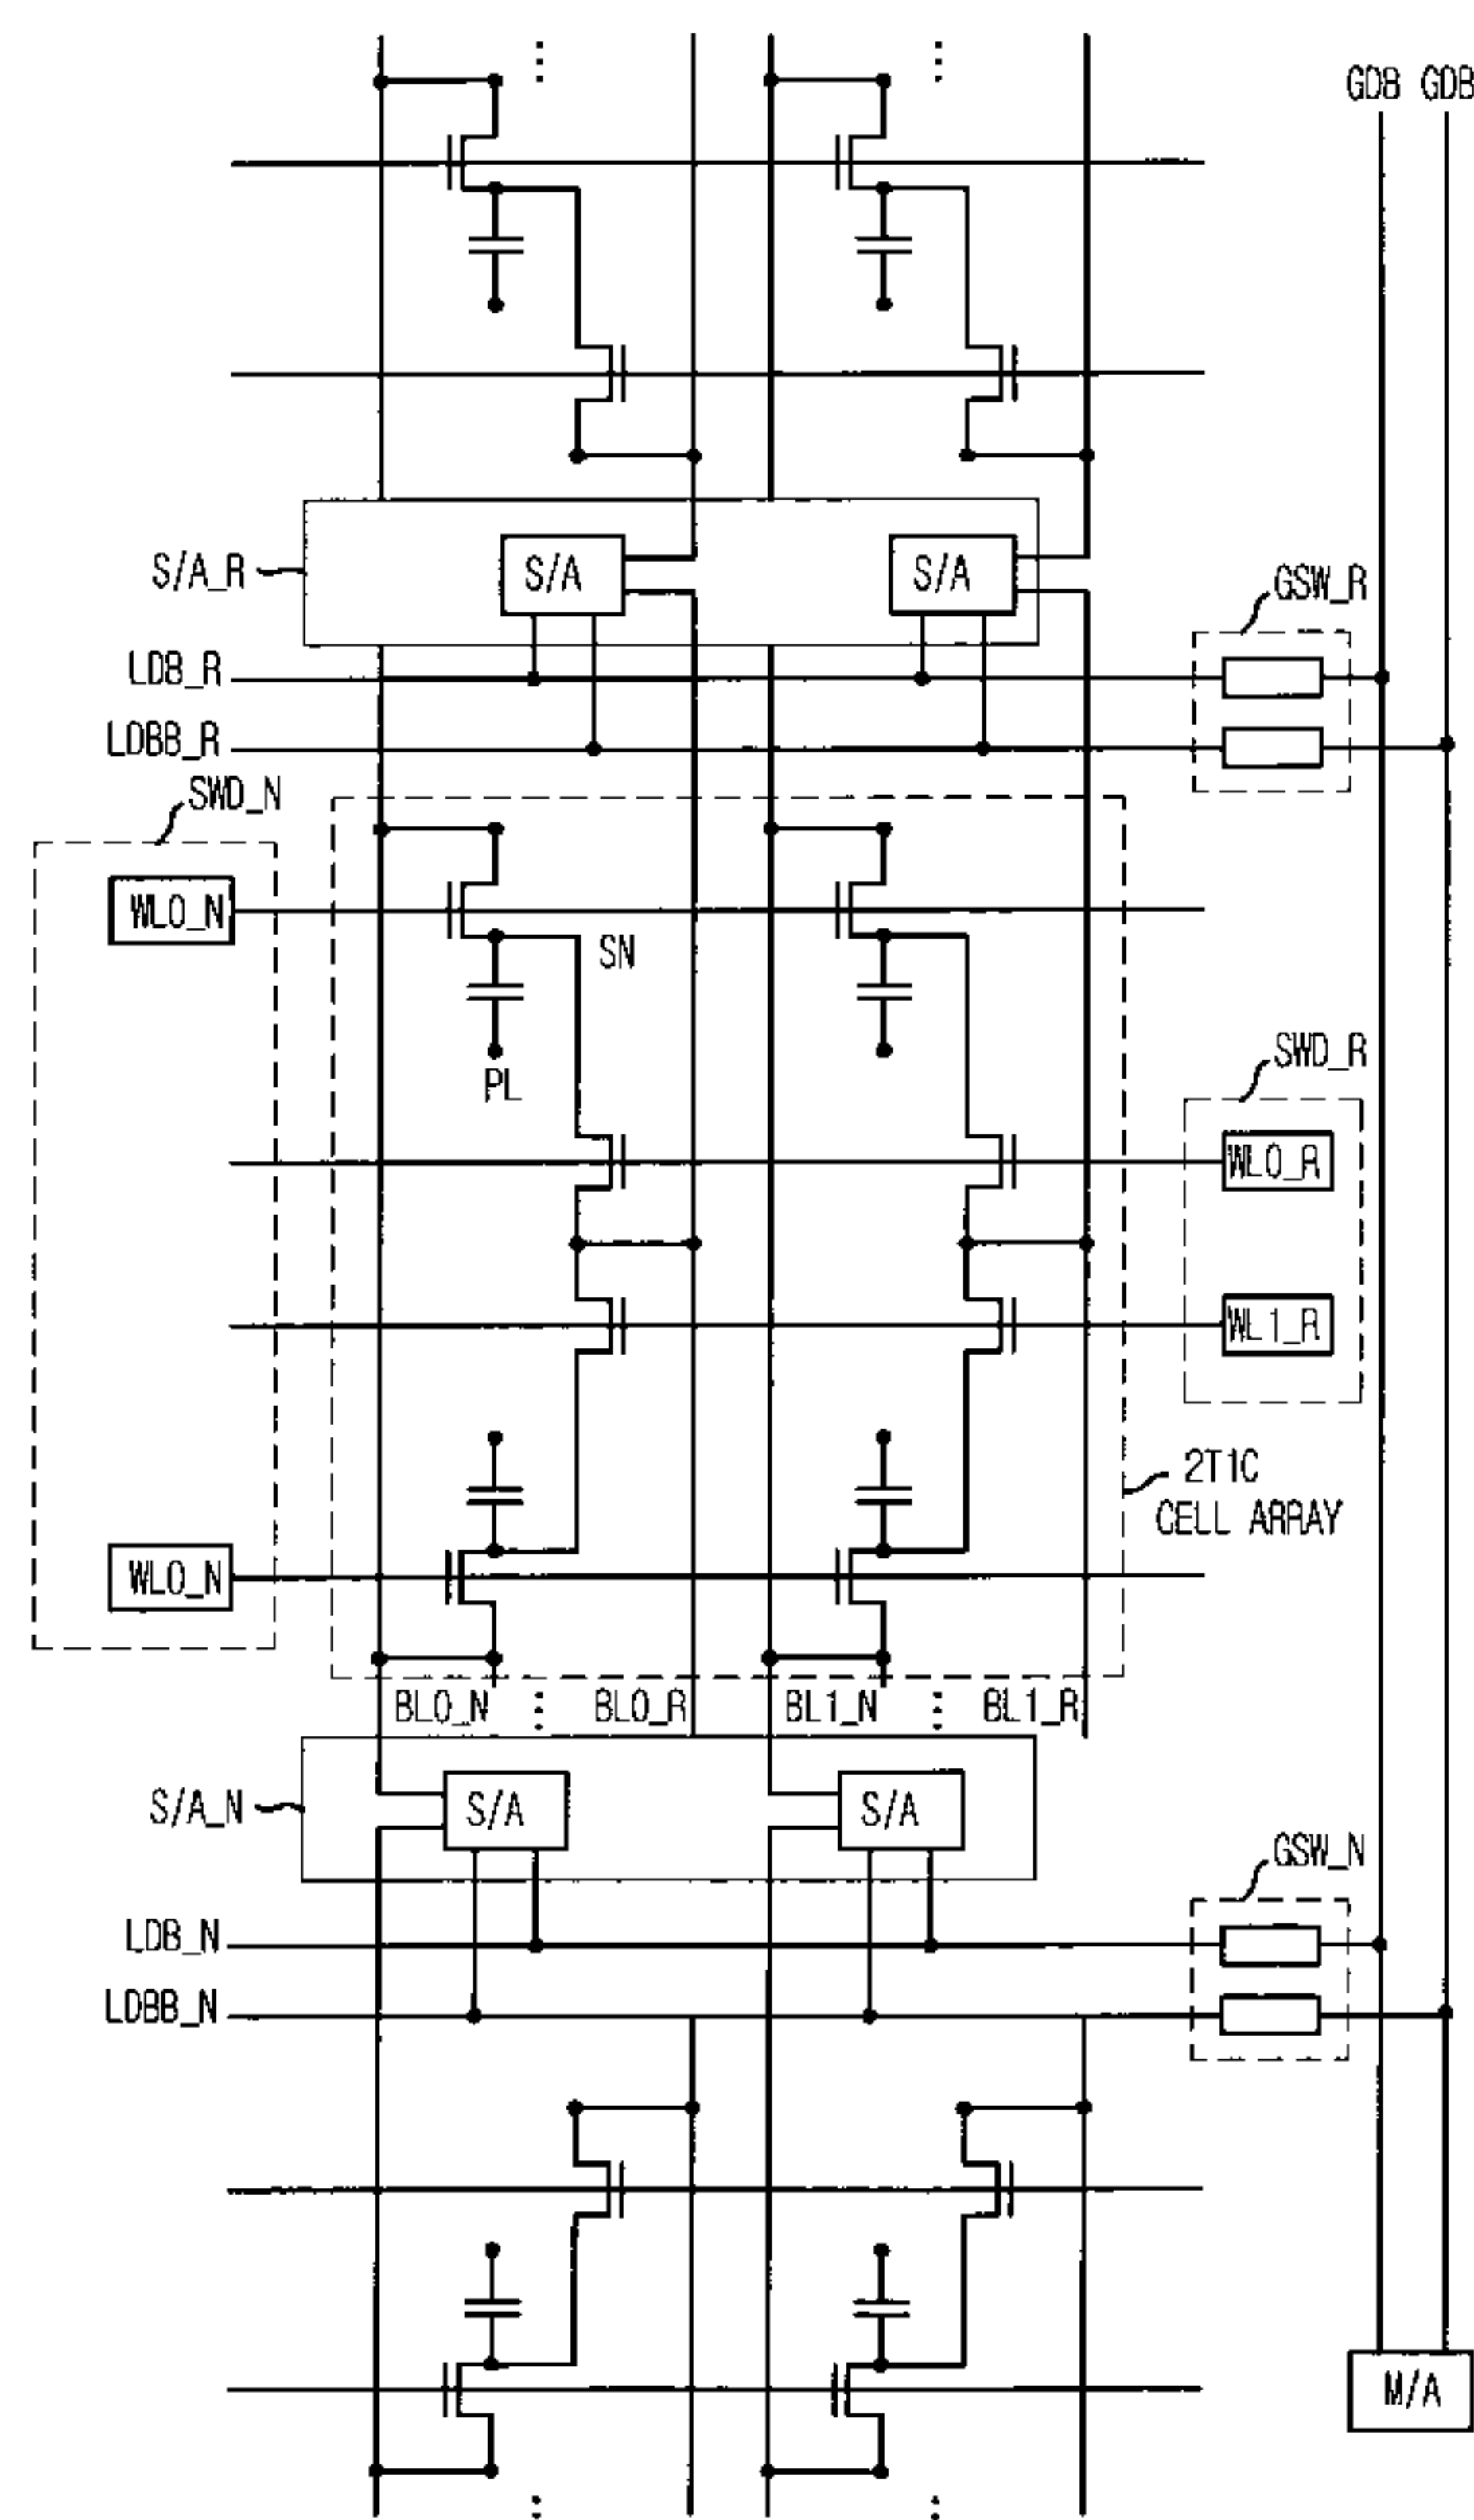 GDB GDB
S/A_R
S/A
S/A
GSW_R
LDB_R
LDBB_R
SWD_N
WL0_N
SN
PL
SWD_R
WL0_R
WL1_R
2T1C
CELL ARRAY
WL0_N
BL0_N
BL0_R
BL1_N
BL1_R
S/A_N
S/A
S/A
GSW_N
LDB_N
LDBB_N
M/A